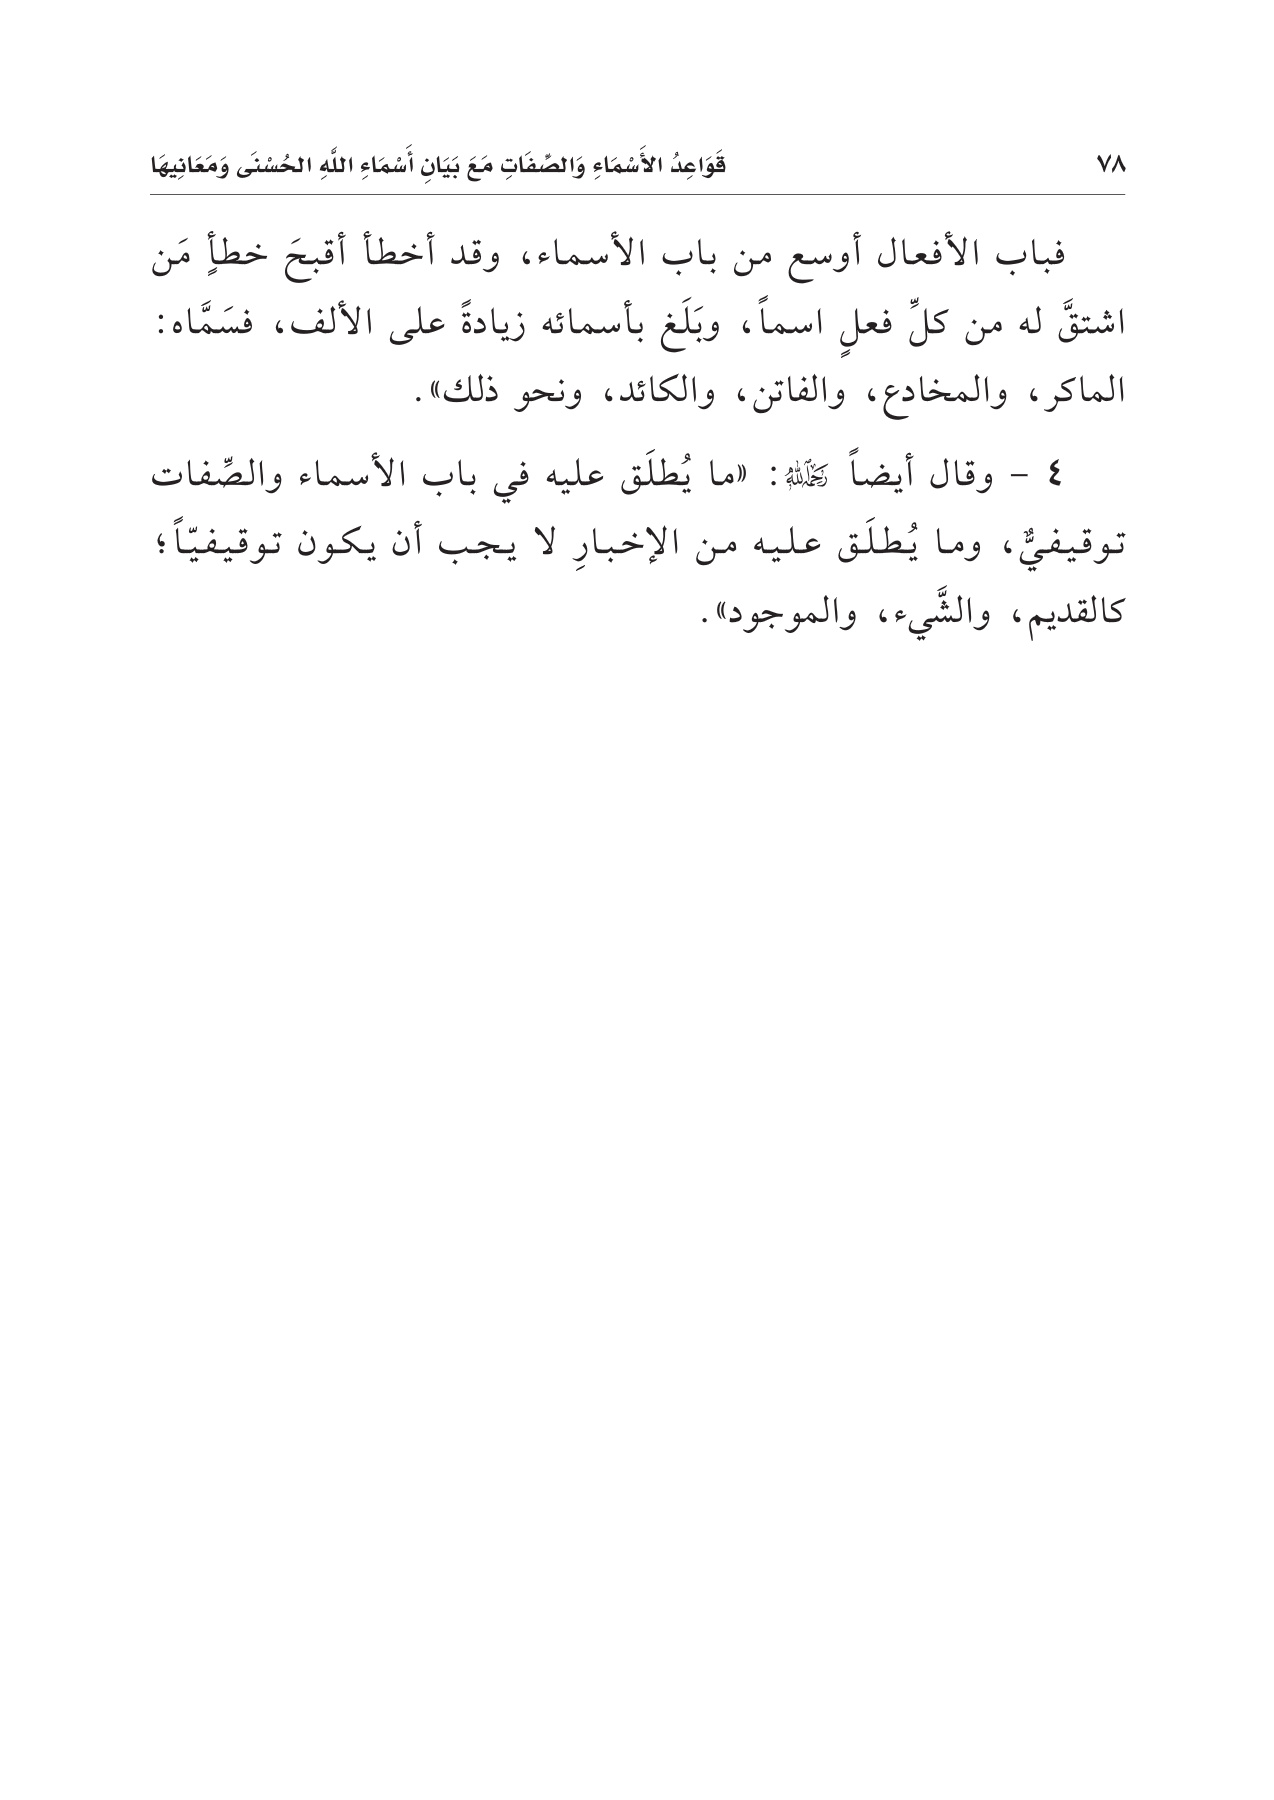 ٧٨ قَوَاعِدُ الأَسْمَاءِ وَالصِّفَاتِ مَعَ بَيَانِ أَسْمَاءِ اللَّهِ الحُسْنَى وَمَعَانِيهَا
فباب الأفعال أوسع من باب الأسماء، وقد أخطأ أقبحَ خطأٍ مَن
اشتقَّ له من كلِّ فعلٍ اسماً، وبَلَغ بأسمائه زيادةً على الألف، فسَمَّاه:
الماكر، والمخادع، والفاتن، والكائد، ونحو ذلك».
٤ – وقال أيضاً رَحِمَهُ اللَّهُ: «ما يُطلَق عليه في باب الأسماء والصِّفات
توقيفيٌّ، وما يُطلَق عليه من الإخبارِ لا يجب أن يكون توقيفيّاً؛
كالقديم، والشَّيء، والموجود».